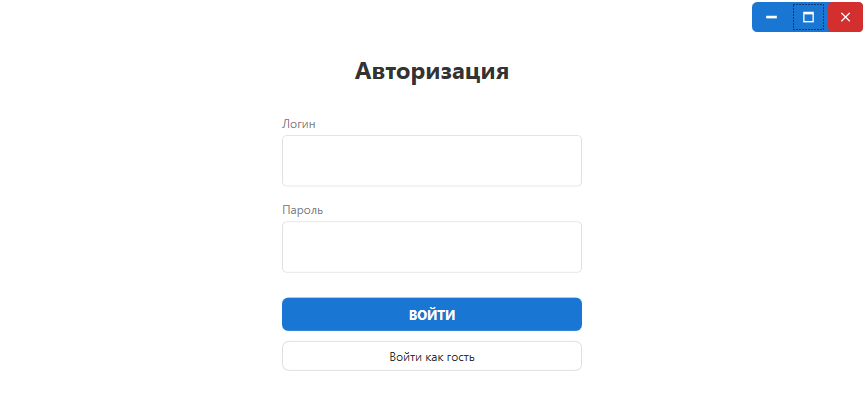 Авторизация
Логин
Пароль
ВОЙТИ
Войти как гость